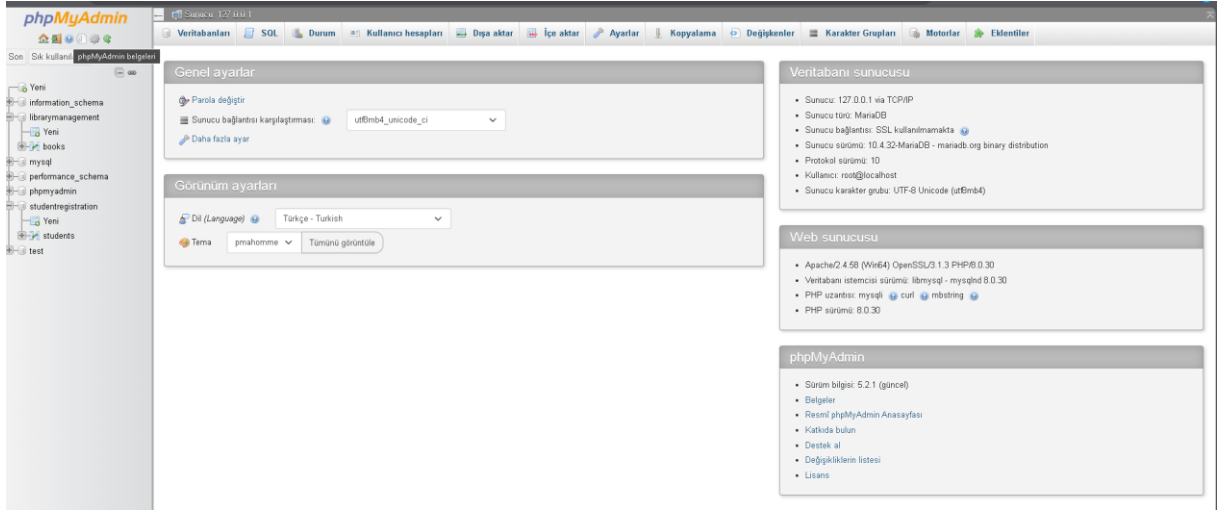 phpMyAdmin
Son Sık kullanıl
phpMyAdmin belgeleri
Yeni
information_schema
librarymanagement
Yeni
books
mysql
performance_schema
phpmyadmin
studentregistration
Yeni
students
test
Sunucu: 127.0.0.1
Veritabanları SQL Durum Kullanıcı hesapları Dışa aktar İçe aktar Ayarlar Kopyalama Değişkenler Karakter Grupları Motorlar Eklentiler
Genel ayarlar
Parola değiştir
Sunucu bağlantısı karşılaştırması: utf8mb4_unicode_ci
Daha fazla ayar
Görünüm ayarları
Dil (Language) Türkçe - Turkish
Tema pmahomme Tümünü görüntüle
Veritabanı sunucusu
Sunucu: 127.0.0.1 via TCP/IP
Sunucu türü: MariaDB
Sunucu bağlantısı: SSL kullanılmamakta
Sunucu sürümü: 10.4.32-MariaDB - mariadb.org binary distribution
Protokol sürümü: 10
Kullanıcı: root@localhost
Sunucu karakter grubu: UTF-8 Unicode (utf8mb4)
Web sunucusu
Apache/2.4.58 (Win64) OpenSSL/3.1.3 PHP/8.0.30
Veritabanı istemcisi sürümü: libmysql - mysqlnd 8.0.30
PHP uzantısı: mysqli curl mbstring
PHP sürümü: 8.0.30
phpMyAdmin
Sürüm bilgisi: 5.2.1 (güncel)
Belgeler
Resmî phpMyAdmin Anasayfası
Katkıda bulun
Destek al
Değişikliklerin listesi
Lisans